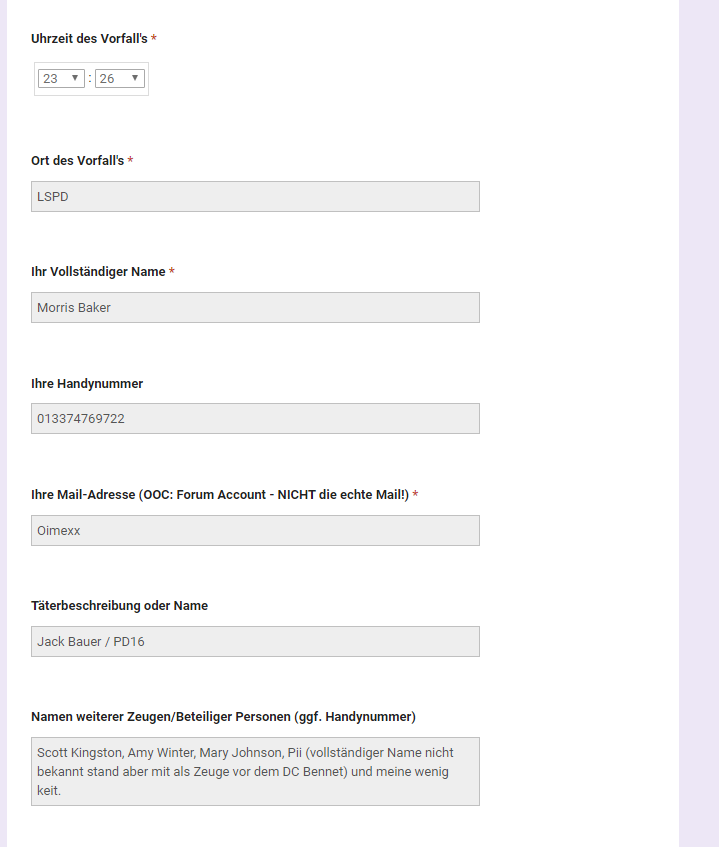 Uhrzeit des Vorfall's *
23 : 26
Ort des Vorfall's *
LSPD
Ihr Vollständiger Name *
Morris Baker
Ihre Handynummer
013374769722
Ihre Mail-Adresse (OOC: Forum Account - NICHT die echte Mail!) *
Oimexx
Täterbeschreibung oder Name
Jack Bauer / PD16
Namen weiterer Zeugen/Beteiliger Personen (ggf. Handynummer)
Scott Kingston, Amy Winter, Mary Johnson, Pii (vollständiger Name nicht
bekannt stand aber mit als Zeuge vor dem DC Bennet) und meine wenig
keit.